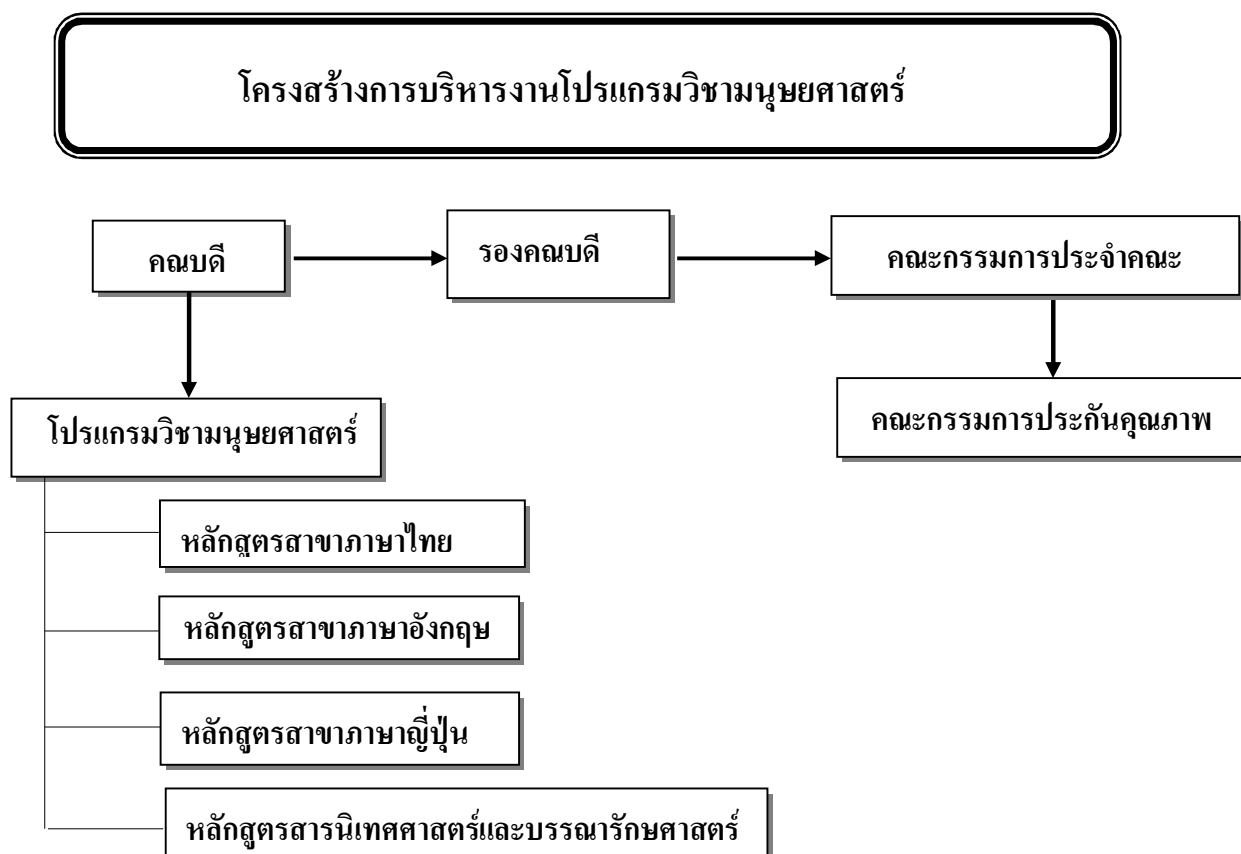 โครงสร้างการบริหารงานโปรแกรมวิชามนุษยศาสตร์
คณบดี
รองคณบดี
คณะกรรมการประจำคณะ
โปรแกรมวิชามนุษยศาสตร์
คณะกรรมการประกันคุณภาพ
หลักสูตรสาขาภาษาไทย
หลักสูตรสาขาภาษาอังกฤษ
หลักสูตรสาขาภาษาญี่ปุ่น
หลักสูตรสารนิเทศศาสตร์และบรรณารักษศาสตร์